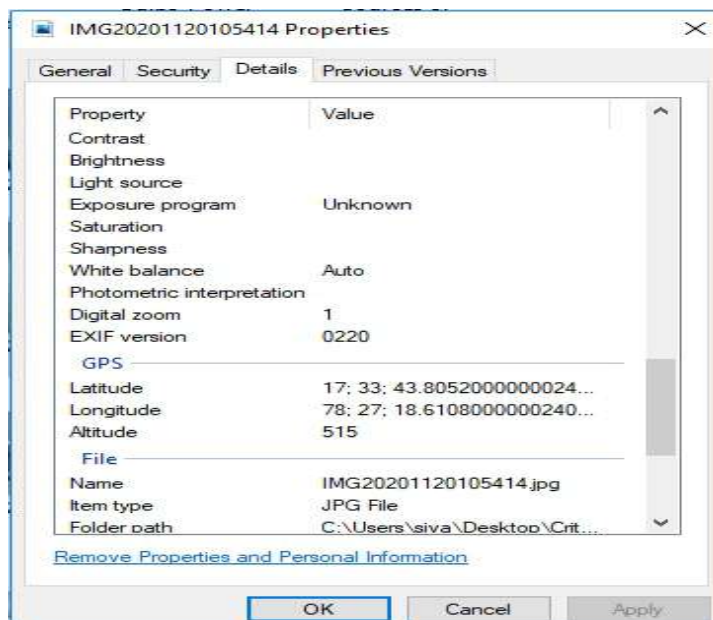 IMG20201120105414 Properties
General Security Details Previous Versions
Property Value
Contrast
Brightness
Light source
Exposure program Unknown
Saturation
Sharpness
White balance Auto
Photometric interpretation
Digital zoom 1
EXIF version 0220
GPS
Latitude 17; 33; 43.8052000000024...
Longitude 78; 27; 18.6108000000240...
Altitude 515
File
Name IMG20201120105414.jpg
Item type JPG File
Folder path C:\Users\siva\Desktop\Crit...
Remove Properties and Personal Information
OK Cancel Apply